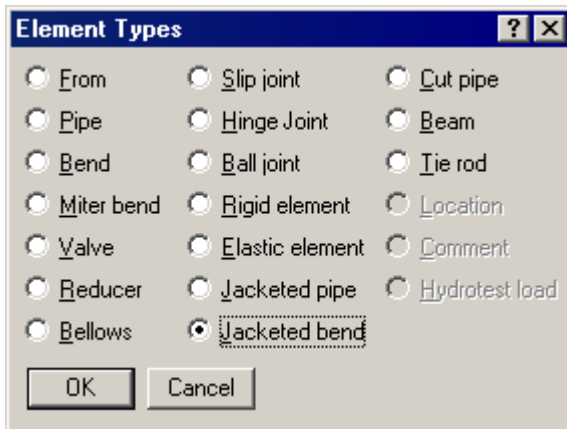 Element Types
From
Slip joint
Cut pipe
Pipe
Hinge Joint
Beam
Bend
Ball joint
Tie rod
Miter bend
Rigid element
Location
Valve
Elastic element
Comment
Reducer
Jacketed pipe
Hydrotest load
Bellows
Jacketed bend
OK
Cancel